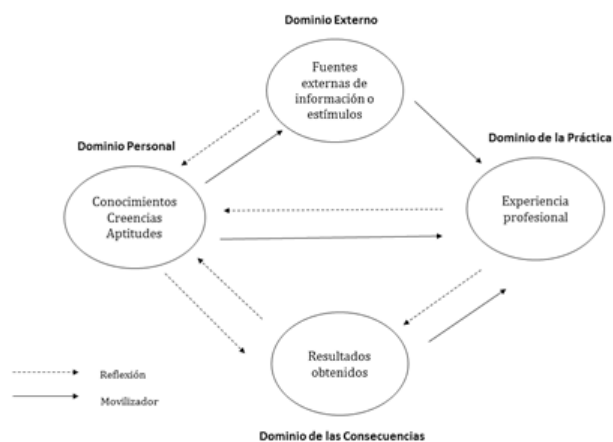 Dominio Externo
Fuentes
externas de
información o
estímulos
Dominio Personal
Dominio de la Práctica
Conocimientos
Creencias
Aptitudes
Experiencia
profesional
Resultados
obtenidos
Reflexión
Movilizador
Dominio de las Consecuencias